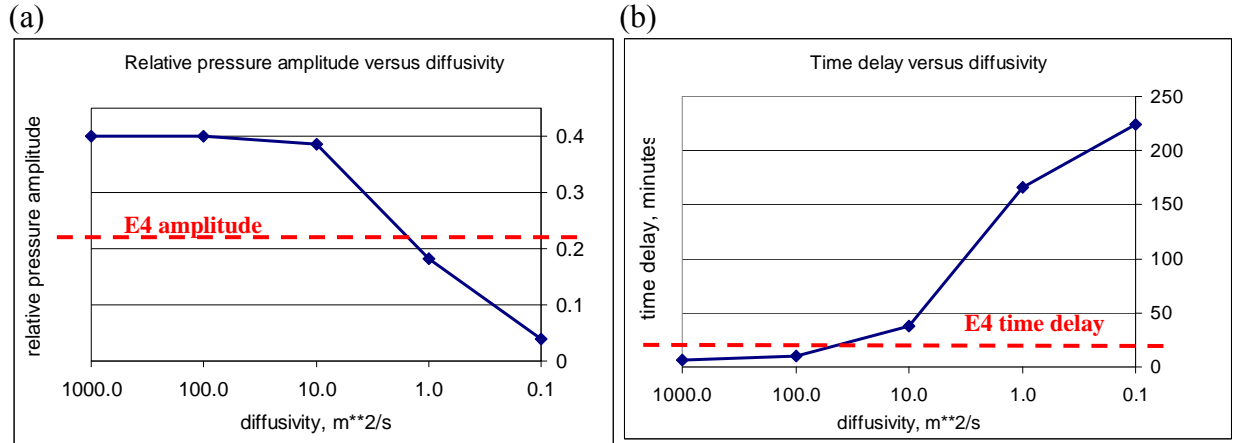 (a)
Relative pressure amplitude versus diffusivity
relative pressure amplitude
0.4
0.3
0.2
0.1
0
E4 amplitude
1000.0 100.0 10.0 1.0 0.1
diffusivity, m**2/s
(b)
Time delay versus diffusivity
time delay, minutes
250
200
150
100
50
0
E4 time delay
1000.0 100.0 10.0 1.0 0.1
diffusivity, m**2/s